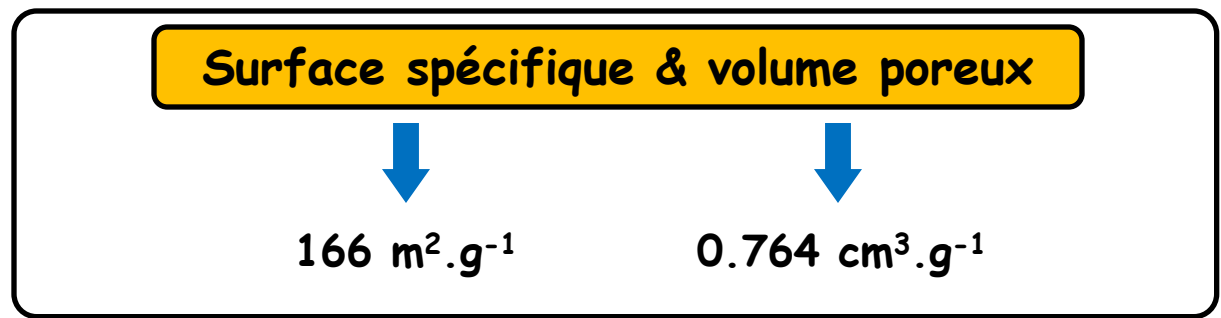 Surface spécifique & volume poreux
166 m².g⁻¹ 0.764 cm³.g⁻¹